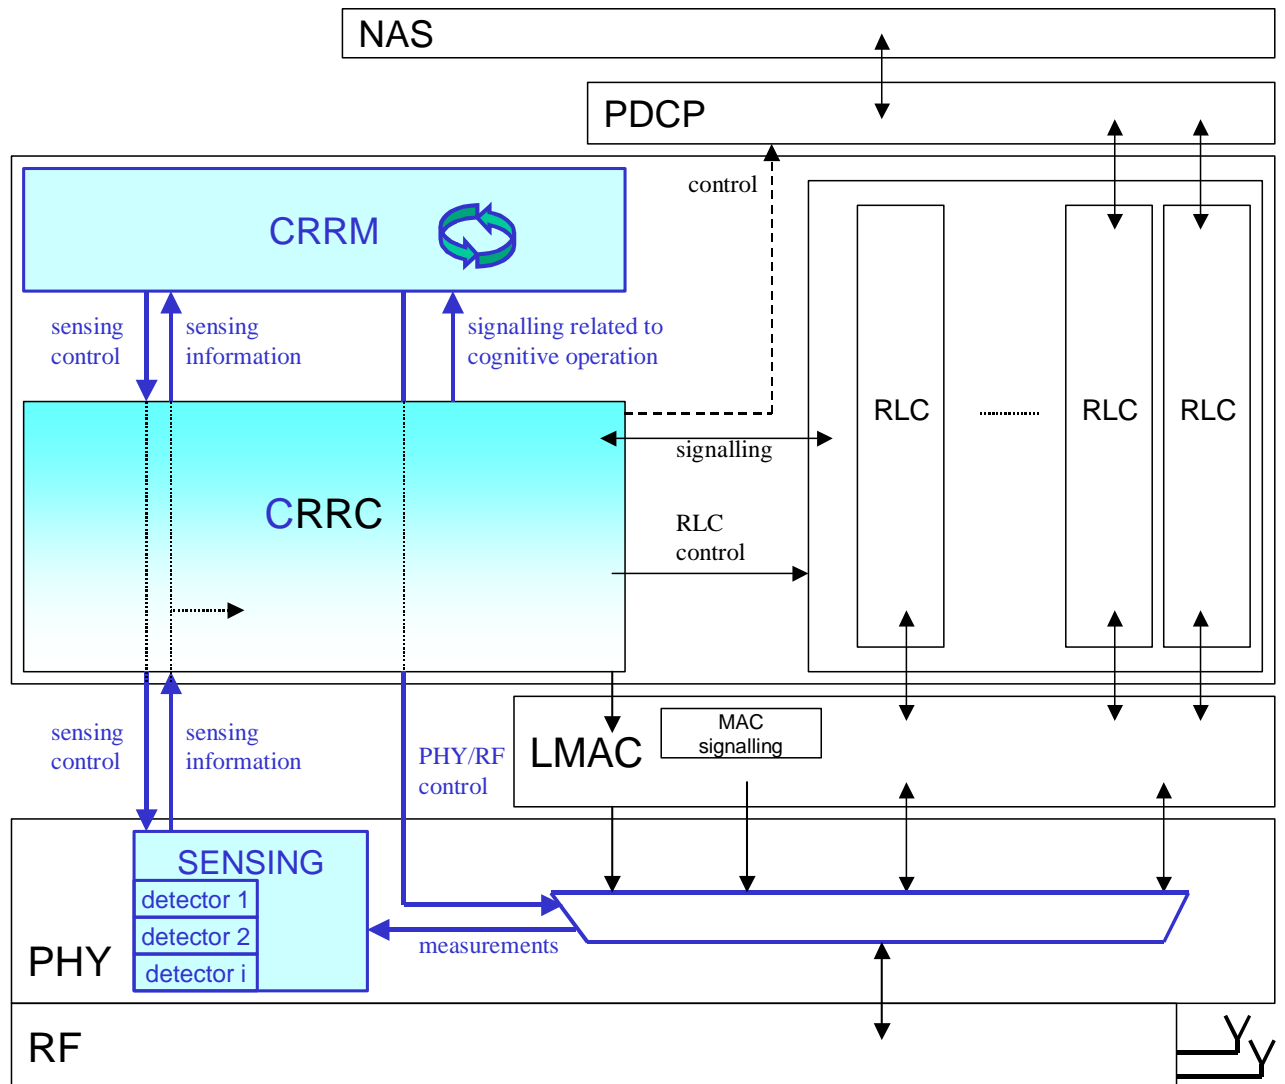 NAS
PDCP
control
CRRM
sensing
control
sensing
information
signalling related to
cognitive operation
RLC
RLC
RLC
signalling
CRRC
RLC
control
sensing
control
sensing
information
PHY/RF
control
LMAC
MAC
signalling
SENSING
detector 1
detector 2
detector i
measurements
PHY
RF